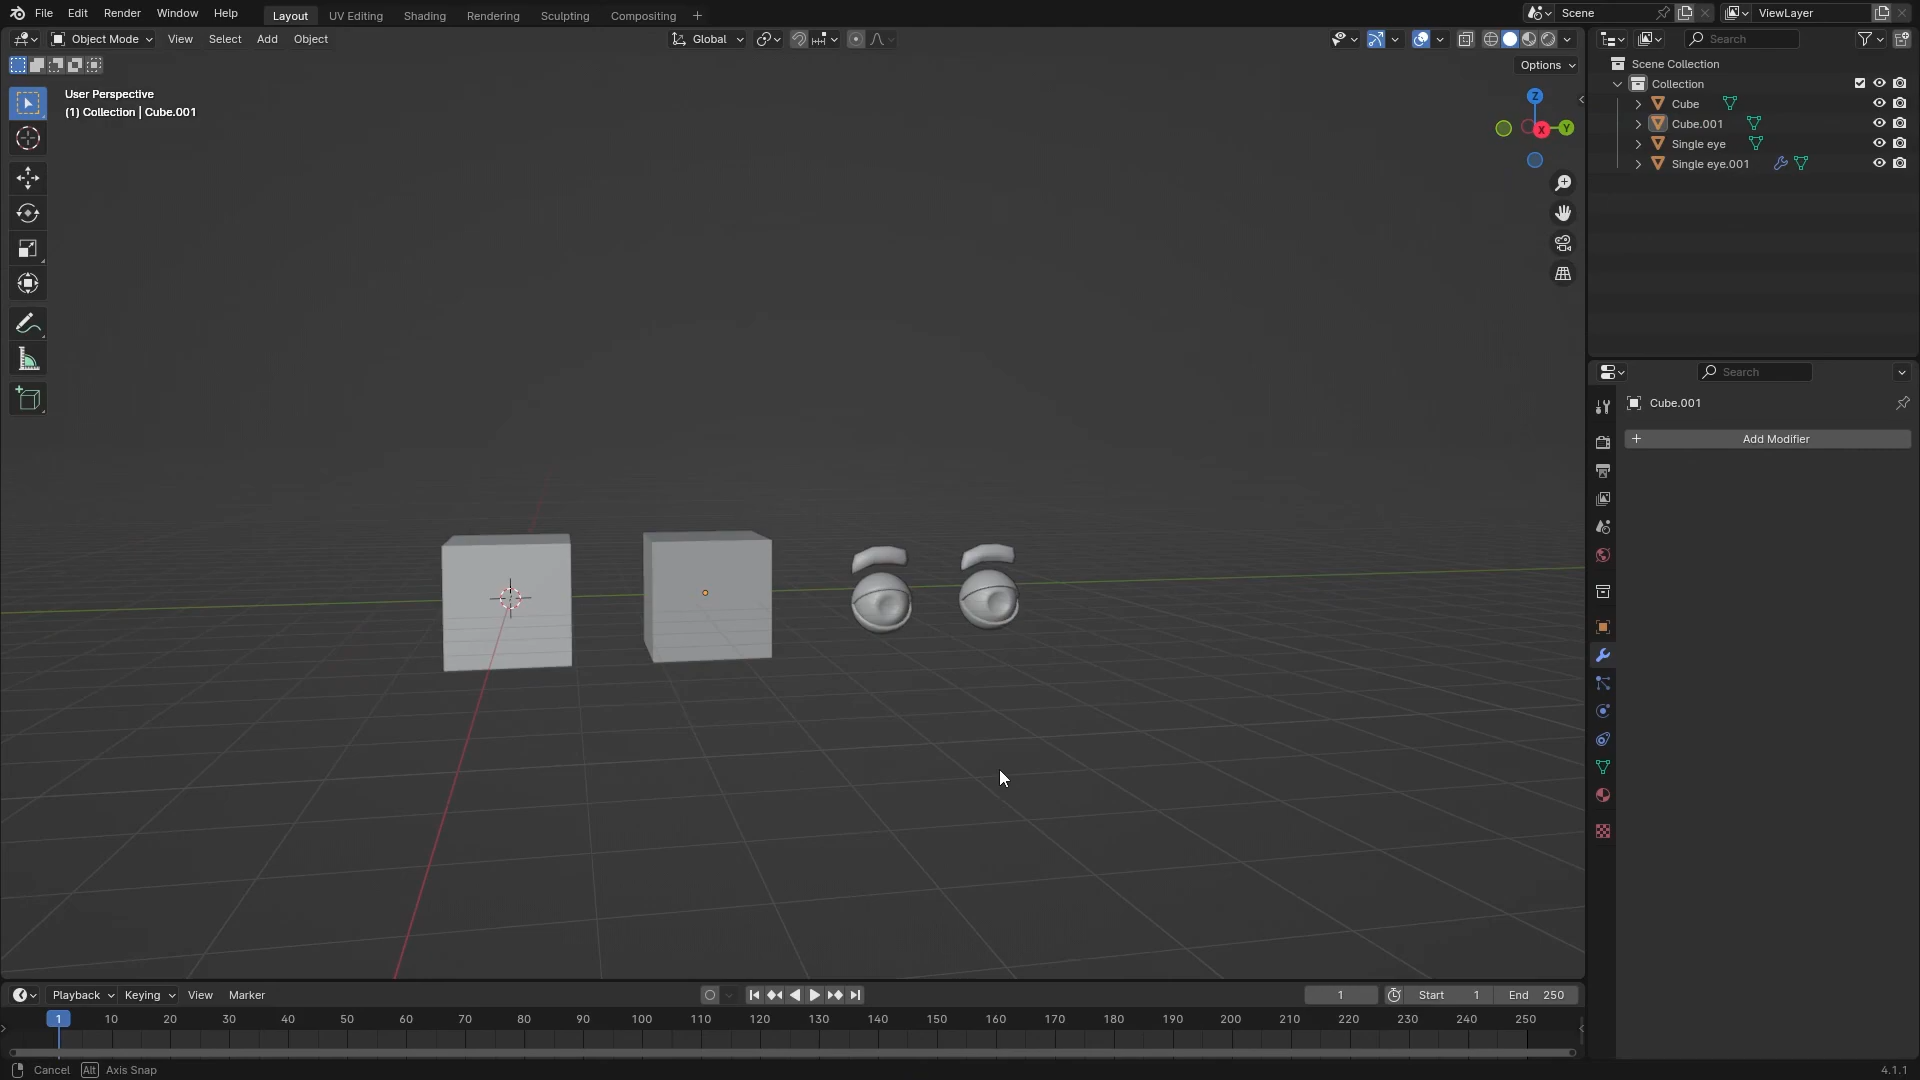 File Edit Render Window Help Layout UV Editing Shading Rendering Sculpting Compositing + Scene ViewLayer
Object Mode View Select Add Object Global Search
Options
User Perspective
(1) Collection | Cube.001
Z
X
Y
Scene Collection
Collection
Cube
Cube.001
Single eye
Single eye.001
Search
Cube.001
+ Add Modifier
Playback Keying View Marker 1 Start 1 End 250
1 10 20 30 40 50 60 70 80 90 100 110 120 130 140 150 160 170 180 190 200 210 220 230 240 250
Cancel Alt Axis Snap 4.1.1